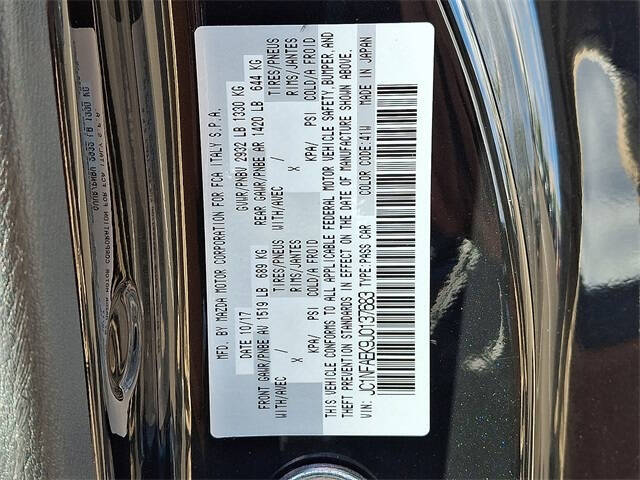 MFG. BY MAZDA MOTOR CORPORATION FOR FCA ITALY S.P.A.
DATE 10/17 GVWR/PNBV 2932 LB 1330 KG
FRONT GAWR/PNBE AV 1519 LB 689 KG REAR GAWR/PNBE AR 1420 LB 644 KG
TIRES/PNEUS TIRES/PNEUS
WITH/AVEC / RIMS/JANTES WITH/AVEC / RIMS/JANTES
X X
KPA/ PSI COLD/A FROID KPA/ PSI COLD/A FROID
THIS VEHICLE CONFORMS TO ALL APPLICABLE FEDERAL MOTOR VEHICLE SAFETY, BUMPER, AND
THEFT PREVENTION STANDARDS IN EFFECT ON THE DATE OF MANUFACTURE SHOWN ABOVE.
VIN: JC1NFAEK9J0137683 TYPE:PASS CAR COLOR CODE:41W MADE IN JAPAN